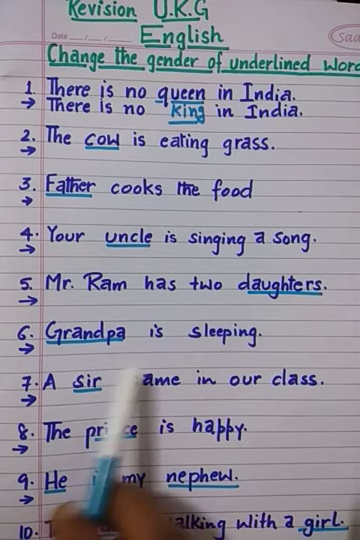 Revision U.K.G
Date
English
Change the gender of underlined word
1. There is no queen in India.
→ There is no king in India.
2. The cow is eating grass.
→
3. Father cooks the food
→
4. Your uncle is singing a song.
→
5. Mr. Ram has two daughters.
→
6. Grandpa is sleeping.
→
7. A sir in our class.
→
8. The is happy.
→
9. He my nephew.
→
10. with a girl.